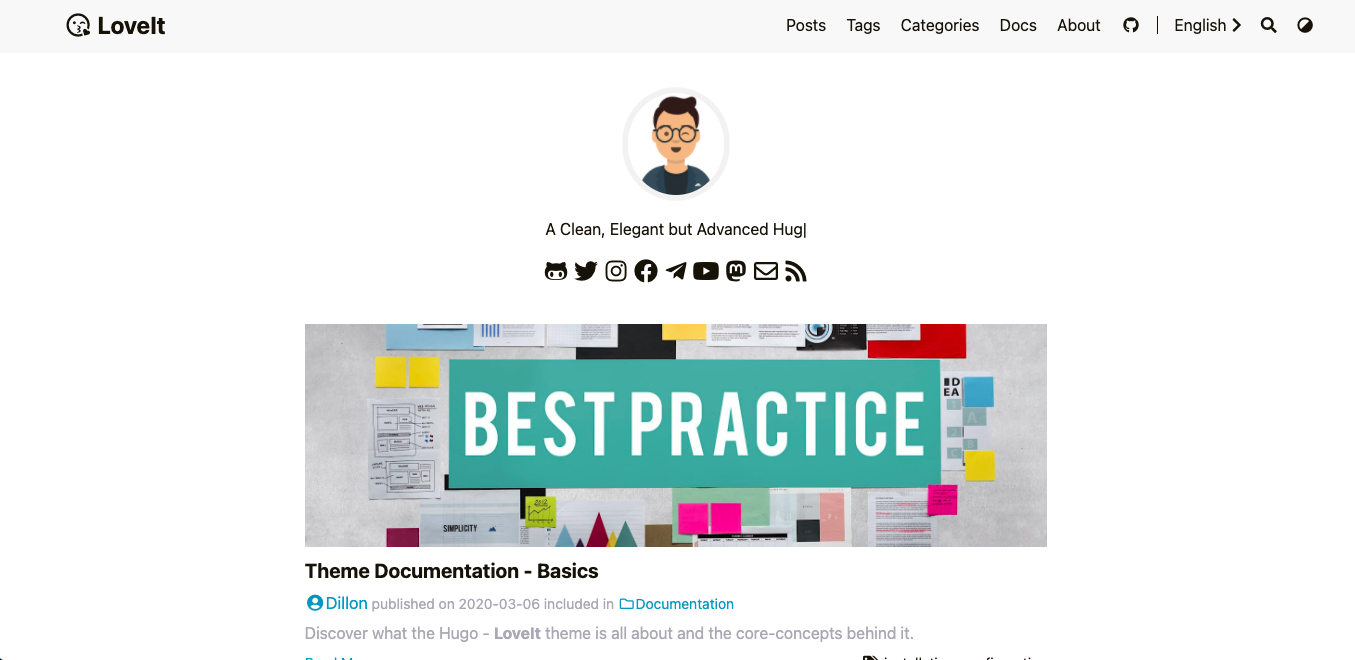 LoveIt
Posts Tags Categories Docs About English
A Clean, Elegant but Advanced Hug|
IDEA
BEST PRACTICE
SIMPLICITY
Theme Documentation - Basics
Dillon published on 2020-03-06 included in Documentation
Discover what the Hugo - LoveIt theme is all about and the core-concepts behind it.